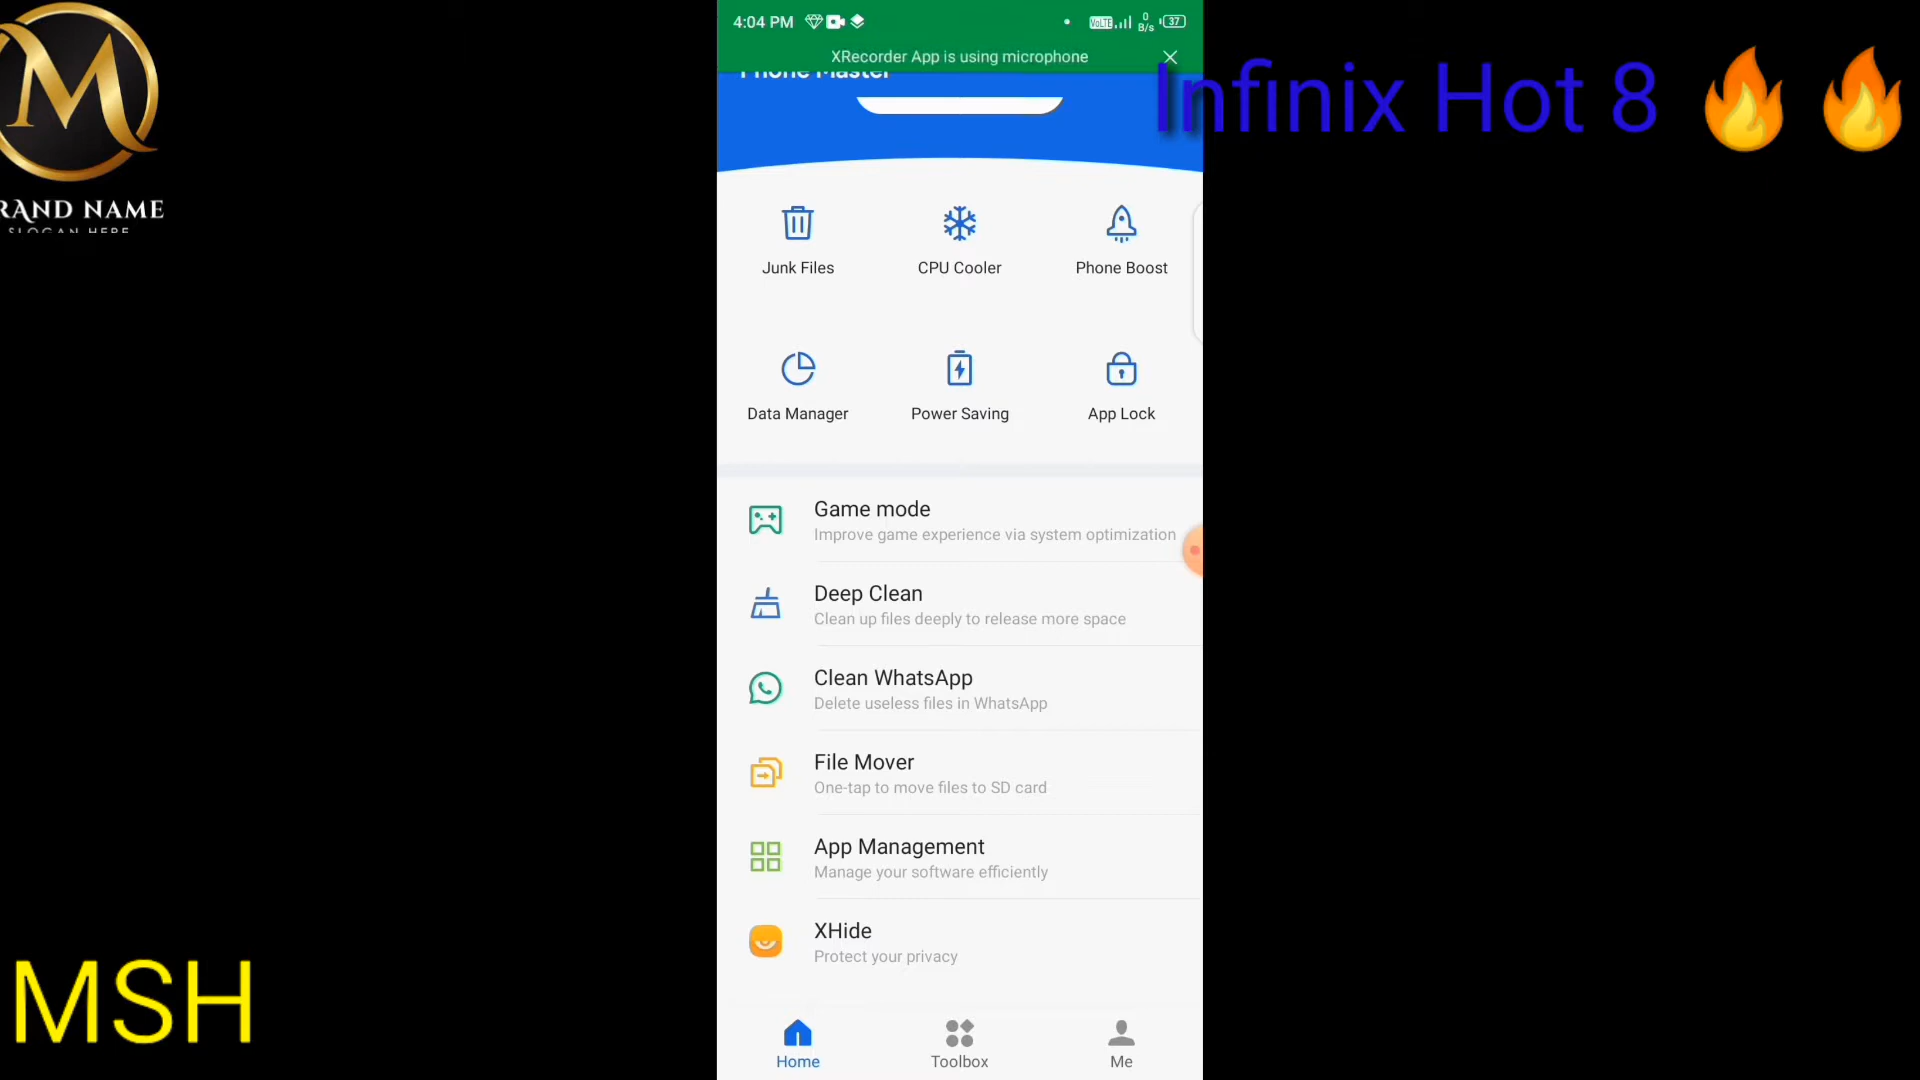 4:04 PM
VoLTE
0
B/s
37
XRecorder App is using microphone
Phone Master
Infinix Hot 8 🔥 🔥
M
RAND NAME
SLOGAN HERE
Junk Files
CPU Cooler
Phone Boost
Data Manager
Power Saving
App Lock
Game mode
Improve game experience via system optimization
Deep Clean
Clean up files deeply to release more space
Clean WhatsApp
Delete useless files in WhatsApp
File Mover
One-tap to move files to SD card
App Management
Manage your software efficiently
XHide
Protect your privacy
MSH
Home
Toolbox
Me